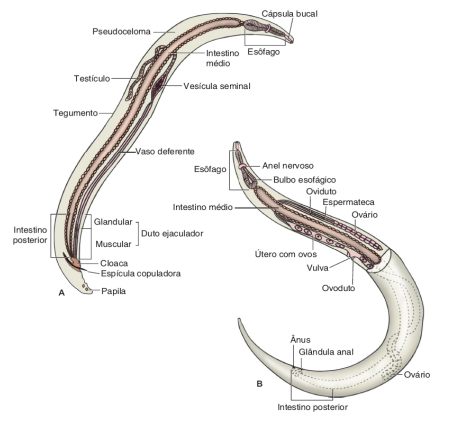 Cápsula bucal
Pseudoceloma
Esôfago
Intestino
médio
Testículo
Vesícula seminal
Tegumento
Vaso deferente
Intestino
posterior
Glandular
Muscular
Duto ejaculador
Cloaca
Espícula copuladora
Papila
A
Esôfago
Anel nervoso
Bulbo esofágico
Oviduto
Espermateca
Ovário
Intestino médio
Útero com ovos
Vulva
Ovoduto
Ânus
Glândula anal
B
Ovário
Intestino posterior